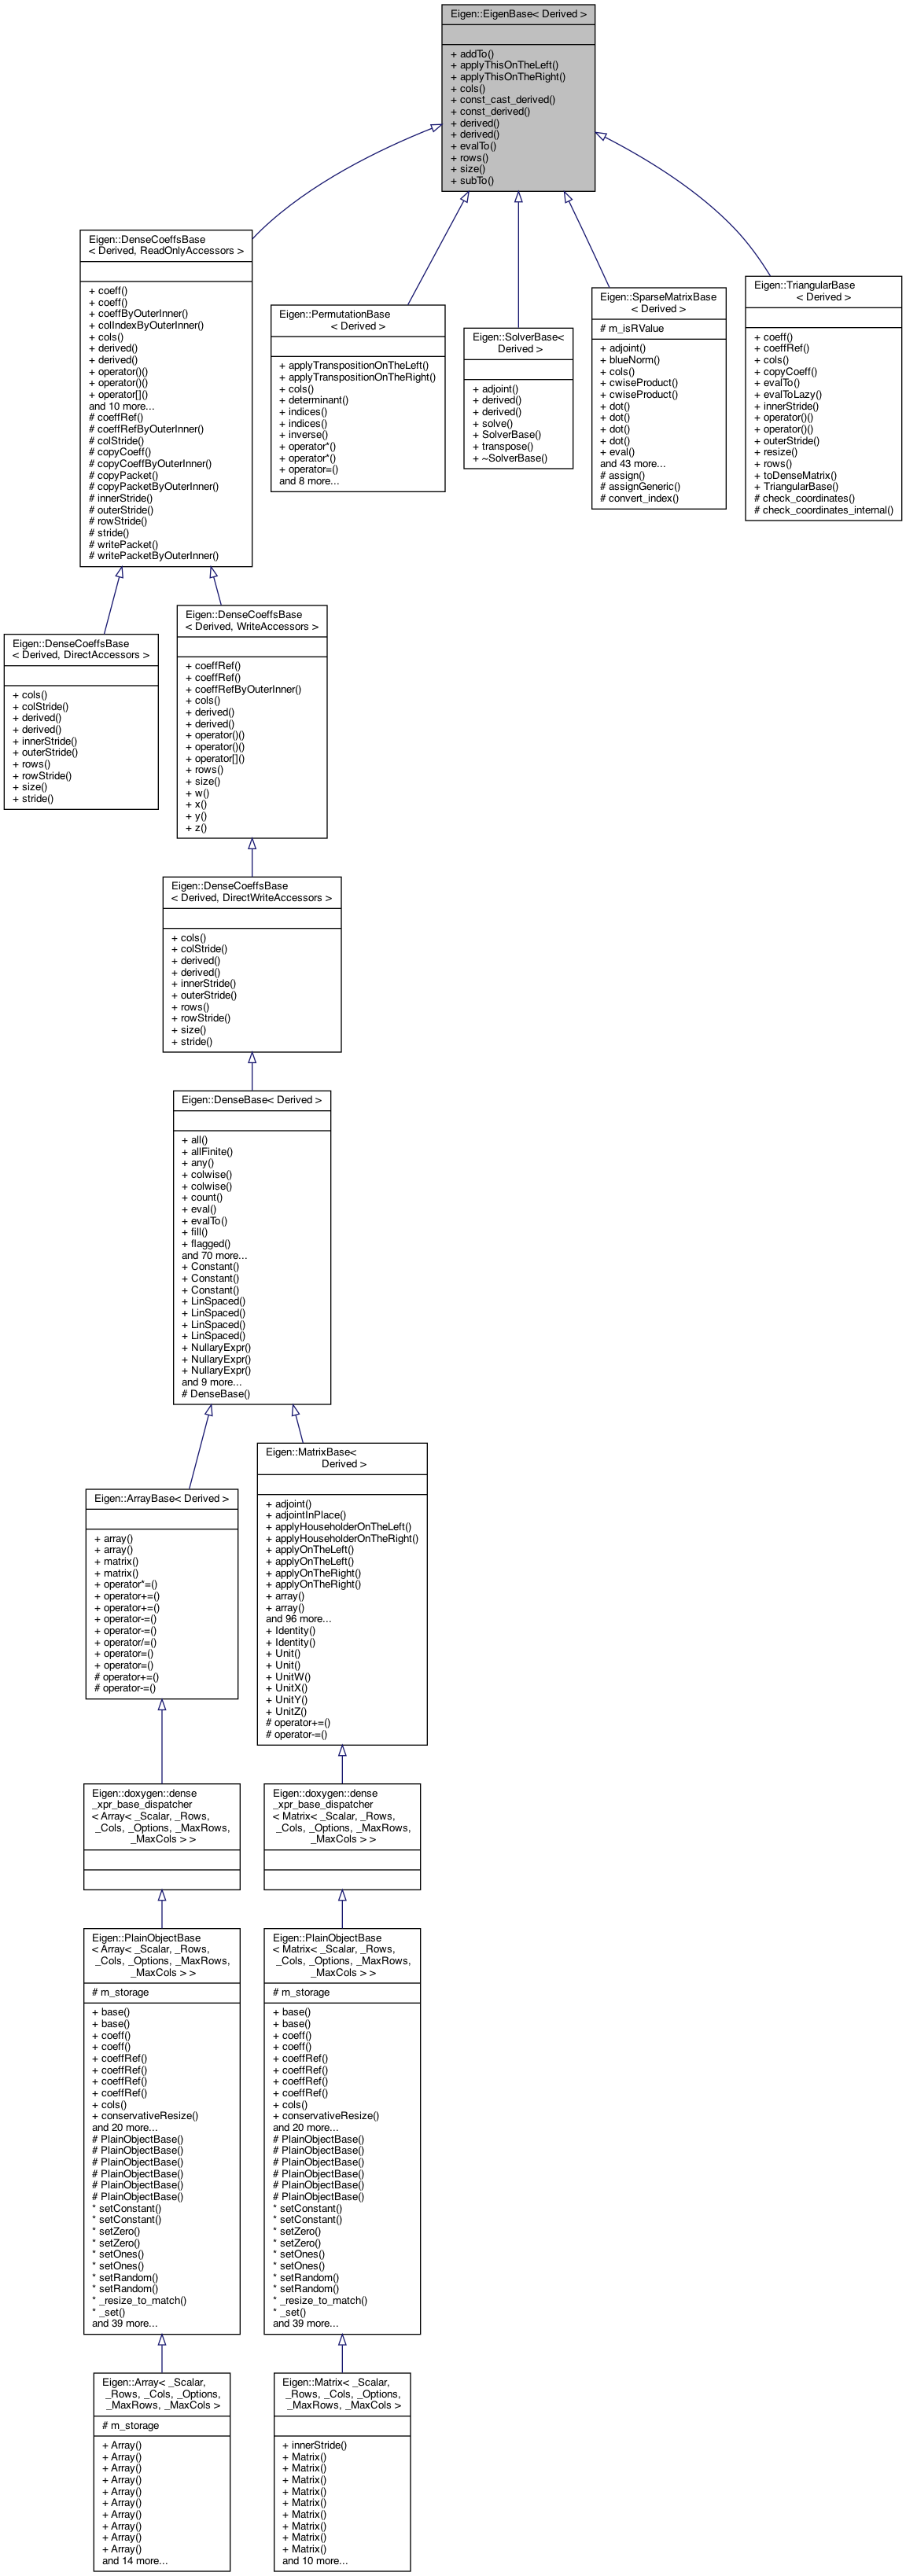 Eigen::EigenBase< Derived >
+ addTo()
+ applyThisOnTheLeft()
+ applyThisOnTheRight()
+ cols()
+ const_cast_derived()
+ const_derived()
+ derived()
+ derived()
+ evalTo()
+ rows()
+ size()
+ subTo()
Eigen::DenseCoeffsBase
< Derived, ReadOnlyAccessors >
+ coeff()
+ coeff()
+ coeffByOuterInner()
+ colIndexByOuterInner()
+ cols()
+ derived()
+ derived()
+ operator()()
+ operator()()
+ operator[]()
and 10 more...
# coeffRef()
# coeffRefByOuterInner()
# colStride()
# copyCoeff()
# copyCoeffByOuterInner()
# copyPacket()
# copyPacketByOuterInner()
# innerStride()
# outerStride()
# rowStride()
# stride()
# writePacket()
# writePacketByOuterInner()
Eigen::PermutationBase
< Derived >
+ applyTranspositionOnTheLeft()
+ applyTranspositionOnTheRight()
+ cols()
+ determinant()
+ indices()
+ indices()
+ inverse()
+ operator*()
+ operator*()
+ operator=()
and 8 more...
Eigen::SolverBase<
Derived >
+ adjoint()
+ derived()
+ derived()
+ solve()
+ SolverBase()
+ transpose()
+ ~SolverBase()
Eigen::SparseMatrixBase
< Derived >
# m_isRValue
+ adjoint()
+ blueNorm()
+ cols()
+ cwiseProduct()
+ cwiseProduct()
+ dot()
+ dot()
+ dot()
+ dot()
+ eval()
and 43 more...
# assign()
# assignGeneric()
# convert_index()
Eigen::TriangularBase
< Derived >
+ coeff()
+ coeffRef()
+ cols()
+ copyCoeff()
+ evalTo()
+ evalToLazy()
+ innerStride()
+ operator()()
+ operator()()
+ outerStride()
+ resize()
+ rows()
+ toDenseMatrix()
+ TriangularBase()
# check_coordinates()
# check_coordinates_internal()
Eigen::DenseCoeffsBase
< Derived, DirectAccessors >
+ cols()
+ colStride()
+ derived()
+ derived()
+ innerStride()
+ outerStride()
+ rows()
+ rowStride()
+ size()
+ stride()
Eigen::DenseCoeffsBase
< Derived, WriteAccessors >
+ coeffRef()
+ coeffRef()
+ coeffRefByOuterInner()
+ cols()
+ derived()
+ derived()
+ operator()()
+ operator()()
+ operator[]()
+ rows()
+ size()
+ w()
+ x()
+ y()
+ z()
Eigen::DenseCoeffsBase
< Derived, DirectWriteAccessors >
+ cols()
+ colStride()
+ derived()
+ derived()
+ innerStride()
+ outerStride()
+ rows()
+ rowStride()
+ size()
+ stride()
Eigen::DenseBase< Derived >
+ all()
+ allFinite()
+ any()
+ colwise()
+ colwise()
+ count()
+ eval()
+ evalTo()
+ fill()
+ flagged()
and 70 more...
+ Constant()
+ Constant()
+ Constant()
+ LinSpaced()
+ LinSpaced()
+ LinSpaced()
+ LinSpaced()
+ NullaryExpr()
+ NullaryExpr()
+ NullaryExpr()
and 9 more...
# DenseBase()
Eigen::ArrayBase< Derived >
+ array()
+ array()
+ matrix()
+ matrix()
+ operator*=()
+ operator+=()
+ operator+=()
+ operator-=()
+ operator-=()
+ operator/=()
+ operator=()
+ operator=()
# operator+=()
# operator-=()
Eigen::MatrixBase<
Derived >
+ adjoint()
+ adjointInPlace()
+ applyHouseholderOnTheLeft()
+ applyHouseholderOnTheRight()
+ applyOnTheLeft()
+ applyOnTheLeft()
+ applyOnTheRight()
+ applyOnTheRight()
+ array()
+ array()
and 96 more...
+ Identity()
+ Identity()
+ Unit()
+ Unit()
+ UnitW()
+ UnitX()
+ UnitY()
+ UnitZ()
# operator+=()
# operator-=()
Eigen::doxygen::dense
_xpr_base_dispatcher
< Array< _Scalar, _Rows,
_Cols, _Options, _MaxRows,
_MaxCols > >
Eigen::doxygen::dense
_xpr_base_dispatcher
< Matrix< _Scalar, _Rows,
_Cols, _Options, _MaxRows,
_MaxCols > >
Eigen::PlainObjectBase
< Array< _Scalar, _Rows,
_Cols, _Options, _MaxRows,
_MaxCols > >
# m_storage
+ base()
+ base()
+ coeff()
+ coeff()
+ coeffRef()
+ coeffRef()
+ coeffRef()
+ coeffRef()
+ cols()
+ conservativeResize()
and 20 more...
# PlainObjectBase()
# PlainObjectBase()
# PlainObjectBase()
# PlainObjectBase()
# PlainObjectBase()
# PlainObjectBase()
* setConstant()
* setConstant()
* setZero()
* setZero()
* setOnes()
* setOnes()
* setRandom()
* setRandom()
* _resize_to_match()
* _set()
and 39 more...
Eigen::PlainObjectBase
< Matrix< _Scalar, _Rows,
_Cols, _Options, _MaxRows,
_MaxCols > >
# m_storage
+ base()
+ base()
+ coeff()
+ coeff()
+ coeffRef()
+ coeffRef()
+ coeffRef()
+ coeffRef()
+ cols()
+ conservativeResize()
and 20 more...
# PlainObjectBase()
# PlainObjectBase()
# PlainObjectBase()
# PlainObjectBase()
# PlainObjectBase()
# PlainObjectBase()
* setConstant()
* setConstant()
* setZero()
* setZero()
* setOnes()
* setOnes()
* setRandom()
* setRandom()
* _resize_to_match()
* _set()
and 39 more...
Eigen::Array< _Scalar,
_Rows, _Cols, _Options,
_MaxRows, _MaxCols >
# m_storage
+ Array()
+ Array()
+ Array()
+ Array()
+ Array()
+ Array()
+ Array()
+ Array()
+ Array()
+ Array()
and 14 more...
Eigen::Matrix< _Scalar,
_Rows, _Cols, _Options,
_MaxRows, _MaxCols >
+ innerStride()
+ Matrix()
+ Matrix()
+ Matrix()
+ Matrix()
+ Matrix()
+ Matrix()
+ Matrix()
+ Matrix()
+ Matrix()
and 10 more...